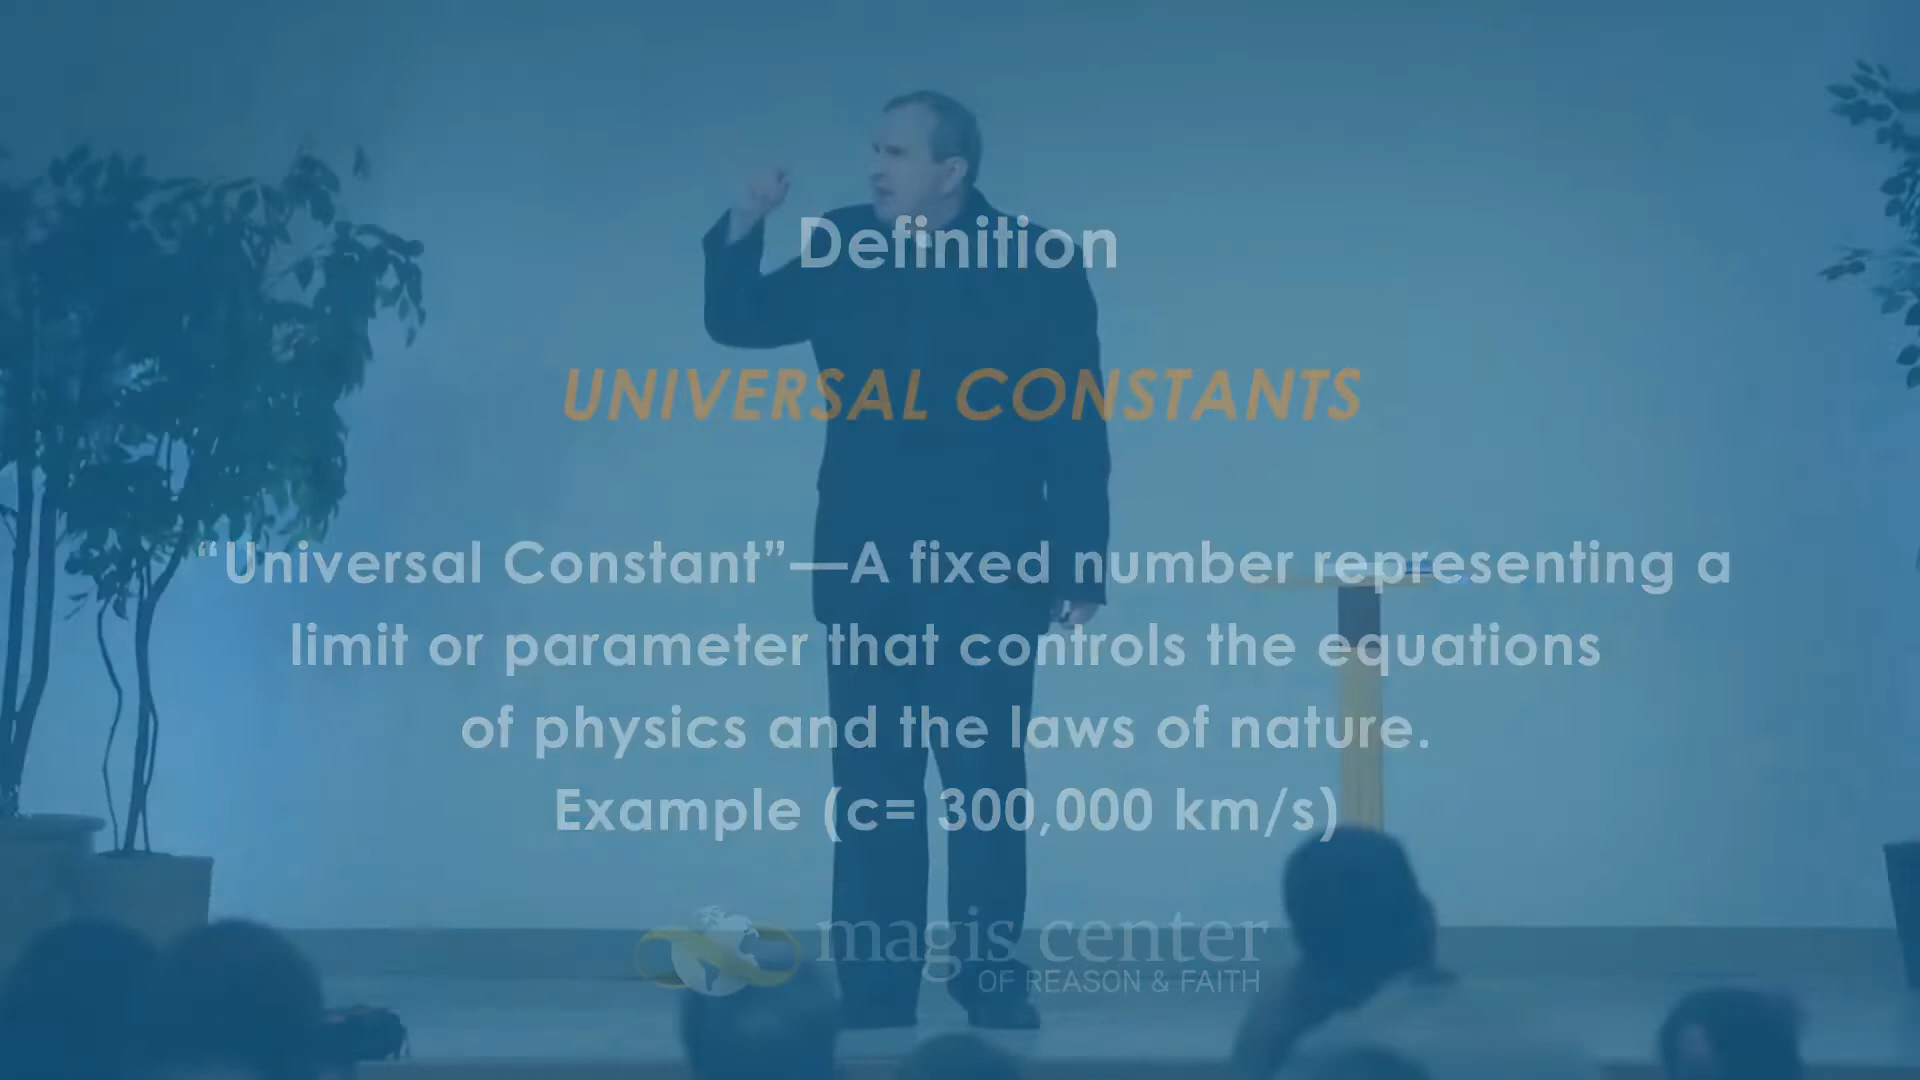 Definition
UNIVERSAL CONSTANTS
“Universal Constant”—A fixed number representing a
limit or parameter that controls the equations
of physics and the laws of nature.
Example (c= 300,000 km/s)
magis center
OF REASON & FAITH